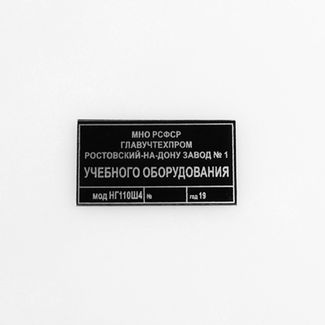 МНО РСФСР
ГЛАВУЧТЕХПРОМ
РОСТОВСКИЙ-НА-ДОНУ ЗАВОД № 1
УЧЕБНОГО ОБОРУДОВАНИЯ
мод НГ110Ш4 № год 19